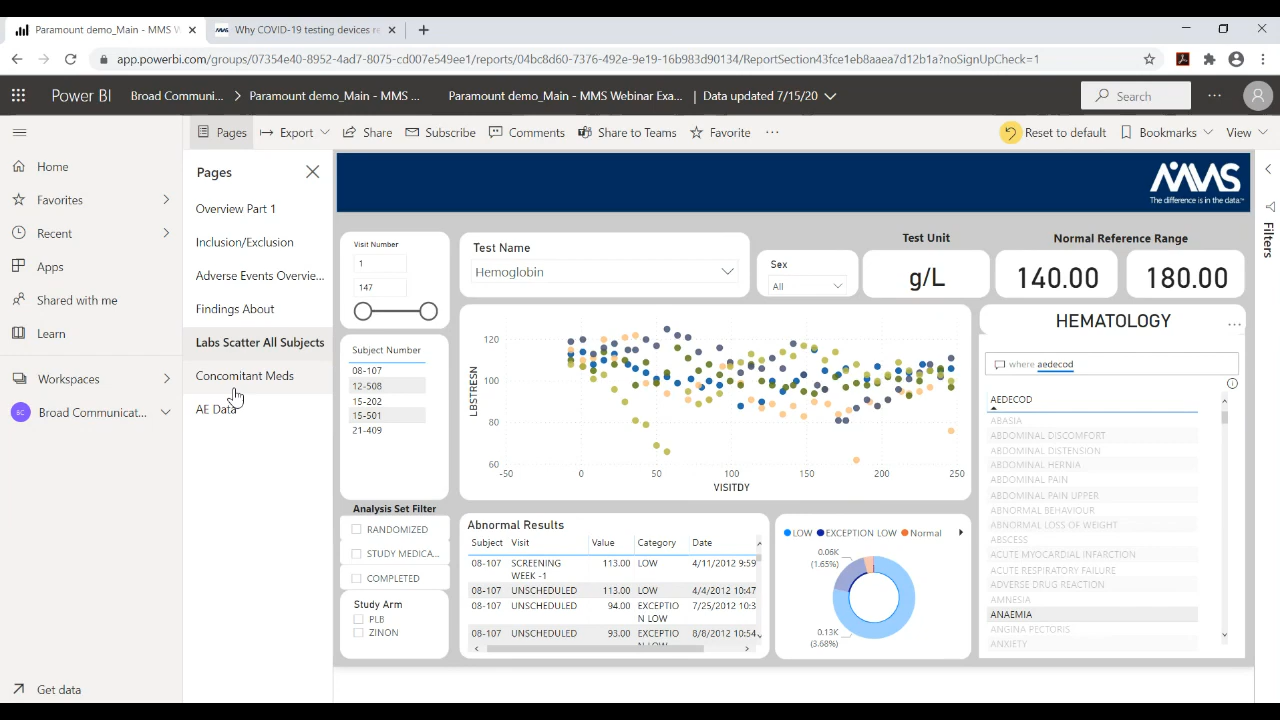 Paramount demo_Main - MMS W
Why COVID-19 testing devices re
app.powerbi.com/groups/07354e40-8952-4ad7-8075-cd007e549ee1/reports/04b8bd60-7376-492e-9e19-16b983d90134/ReportSection43fce1eb8aaea7d12b1a?noSignUpCheck=1
Power BI Broad Communi... > Paramount demo_Main - MMS ... Paramount demo_Main - MMS Webinar Exa... | Data updated 7/15/20 Search
Pages Export Share Subscribe Comments Share to Teams Favorite ... Reset to default Bookmarks View
Home
Favorites
Recent
Apps
Shared with me
Learn
Workspaces
BC Broad Communicat...
Get data
Pages
Overview Part 1
Inclusion/Exclusion
Adverse Events Overvie...
Findings About
Labs Scatter All Subjects
Concomitant Meds
AE Data
MMS
The difference is in the data™
Visit Number
1
147
Test Name
Hemoglobin
Sex
All
Test Unit
g/L
Normal Reference Range
140.00 180.00
Subject Number
08-107
12-508
15-202
15-501
21-409
LBSTRESN
120
100
80
60
-50 0 50 100 150 200 250
VISITDY
HEMATOLOGY
where aedecod
AEDECOD
ABASIA
ABDOMINAL DISCOMFORT
ABDOMINAL DISTENSION
ABDOMINAL HERNIA
ABDOMINAL PAIN
ABDOMINAL PAIN UPPER
ABNORMAL BEHAVIOUR
ABNORMAL LOSS OF WEIGHT
ABSCESS
ACUTE MYOCARDIAL INFARCTION
ACUTE RESPIRATORY FAILURE
ADVERSE DRUG REACTION
AMNESIA
ANAEMIA
ANGINA PECTORIS
ANXIETY
Filters
Analysis Set Filter
RANDOMIZED
STUDY MEDICA...
COMPLETED
Study Arm
PLB
ZINON
Abnormal Results
Subject Visit Value Category Date
08-107 SCREENING WEEK -1 113.00 LOW 4/11/2012 9:59
08-107 UNSCHEDULED 113.00 LOW 4/4/2012 10:47
08-107 UNSCHEDULED 94.00 EXCEPTIO N LOW 7/25/2012 10:3
08-107 UNSCHEDULED 93.00 EXCEPTIO N LOW 8/8/2012 10:54
LOW EXCEPTION LOW Normal
0.06K
(1.65%)
0.13K
(3.68%)